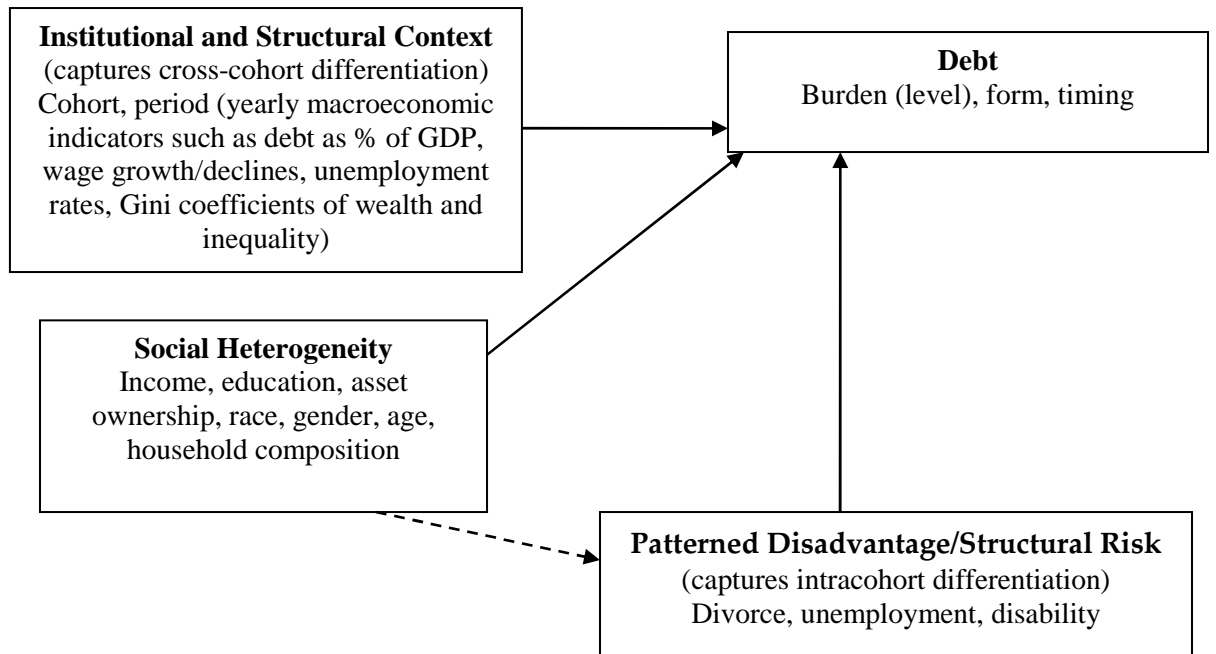 Institutional and Structural Context
(captures cross-cohort differentiation)
Cohort, period (yearly macroeconomic
indicators such as debt as % of GDP,
wage growth/declines, unemployment
rates, Gini coefficients of wealth and
inequality)
Debt
Burden (level), form, timing
Social Heterogeneity
Income, education, asset
ownership, race, gender, age,
household composition
Patterned Disadvantage/Structural Risk
(captures intracohort differentiation)
Divorce, unemployment, disability